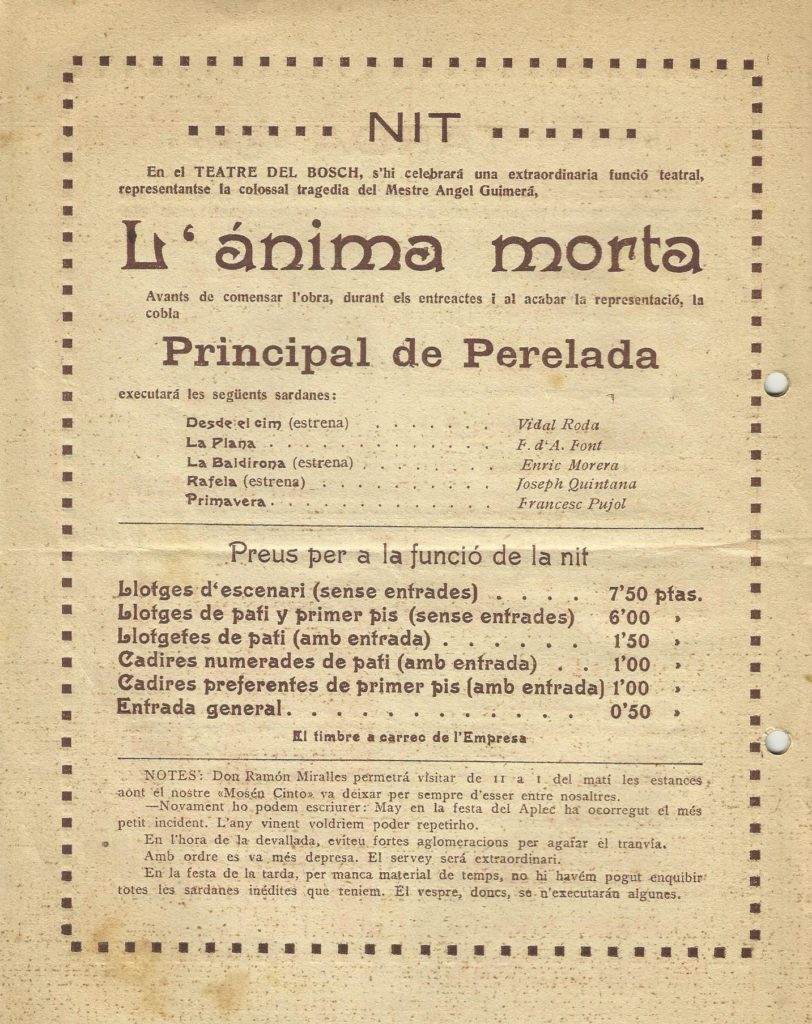 NIT
En el TEATRE DEL BOSCH, s'hi celebrará una extraordinaria funció teatral,
representantse la colossal tragedia del Mestre Angel Guimerá,
L'ánima morta
Avants de comensar l'obra, durant els entreactes i al acabar la representació, la
cobla
Principal de Perelada
executará les següents sardanes:
Desde el cim (estrena) . . . . . . Vidal Roda
La Plana . . . . . . . . . . . . Francesc F. d'A. Font
La Baldirona (estrena) . . . . . . . Enric Morera
Rafela (estrena) . . . . . . . . . Joseph Quintana
Primavera . . . . . . . . . . . . Francesc Pujol
Preus per a la funció de la nit
Llotges d'escenari (sense entrades) . . . . 7'50 ptas.
Llotges de pati y primer pis (sense entrades) 6'00 »
Llotgetes de pati (amb entrada) . . . . . . 1'50 »
Cadires numerades de pati (amb entrada) . . 1'00 »
Cadires preferentes de primer pis (amb entrada) 1'00 »
Entrada general . . . . . . . . . . . . 0'50 »
El timbre a carrec de l'Empresa
NOTES: Don Ramón Miralles permetrá visitar de 11 a 1 del matí les estances,
aont el nostre «Mosén Cinto» va deixar per sempre d'esser entre nosaltres.
—Novament ho podem escriurer: May en la festa del Aplec ha ocorregut el més
petit incident. L'any vinent voldriem poder repetirho.
En l'hora de la devallada, eviteu fortes aglomeracions per agafar el tranvía.
Amb ordre es va més depresa. El servey será extraordinari.
En la festa de la tarda, per manca material de temps, no hi havém pogut enquibir
totes les sardanes inédites que teniem. El vespre, doncs, se n'executarán algunes.